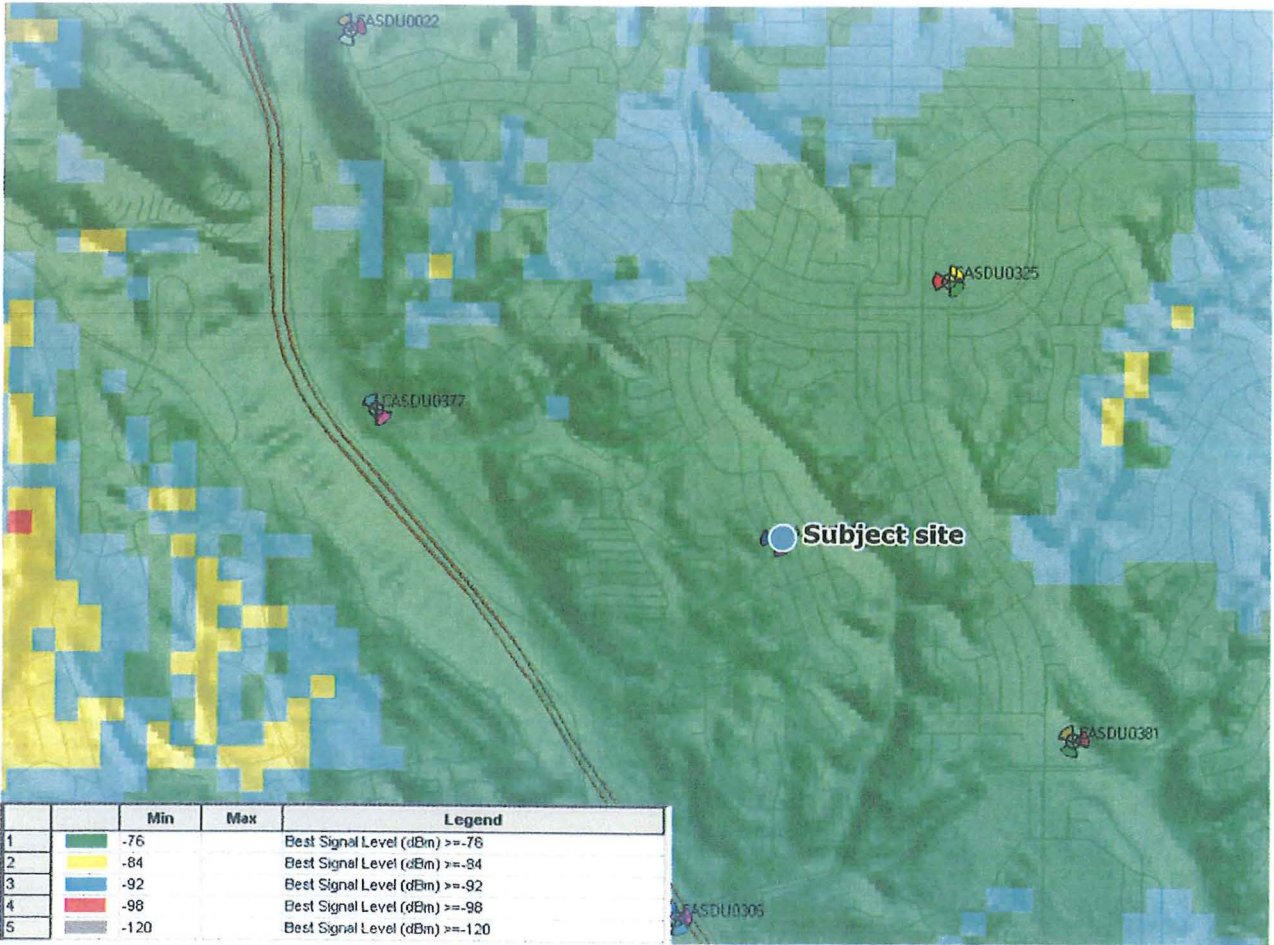 CASDU0022
CASDU0325
CASDU0377
Subject site
CASDU0381
Min Max Legend
1 -76 Best Signal Level (dBm) >=-76
2 -84 Best Signal Level (dBm) >=-84
3 -92 Best Signal Level (dBm) >=-92
4 -98 Best Signal Level (dBm) >=-98
5 -120 Best Signal Level (dBm) >=-120
CASDU0306